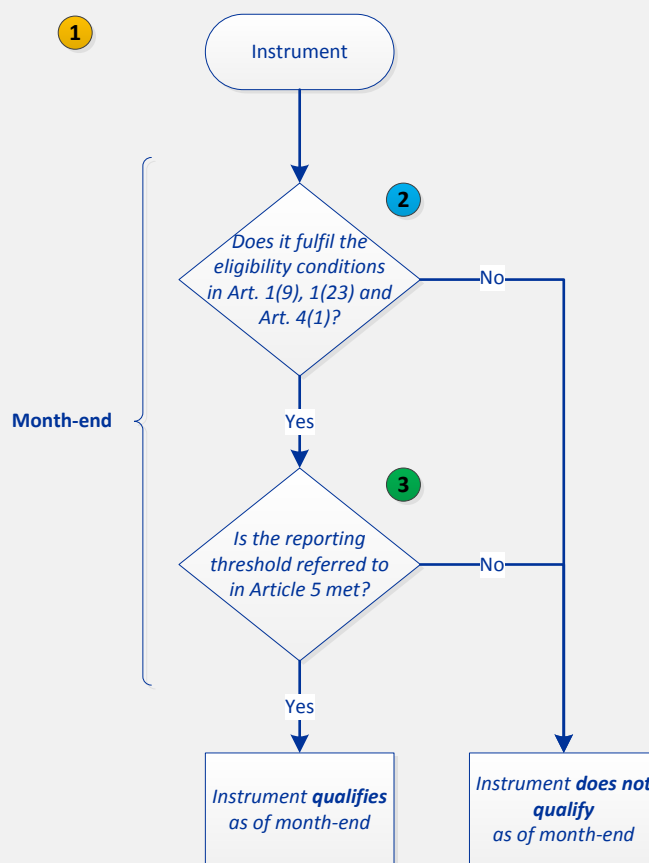 1
Instrument
2
Does it fulfil the
eligibility conditions
in Art. 1(9), 1(23) and
Art. 4(1)?
No
Month-end
Yes
3
Is the reporting
threshold referred to
in Article 5 met?
No
Yes
Instrument qualifies
as of month-end
Instrument does not
qualify
as of month-end